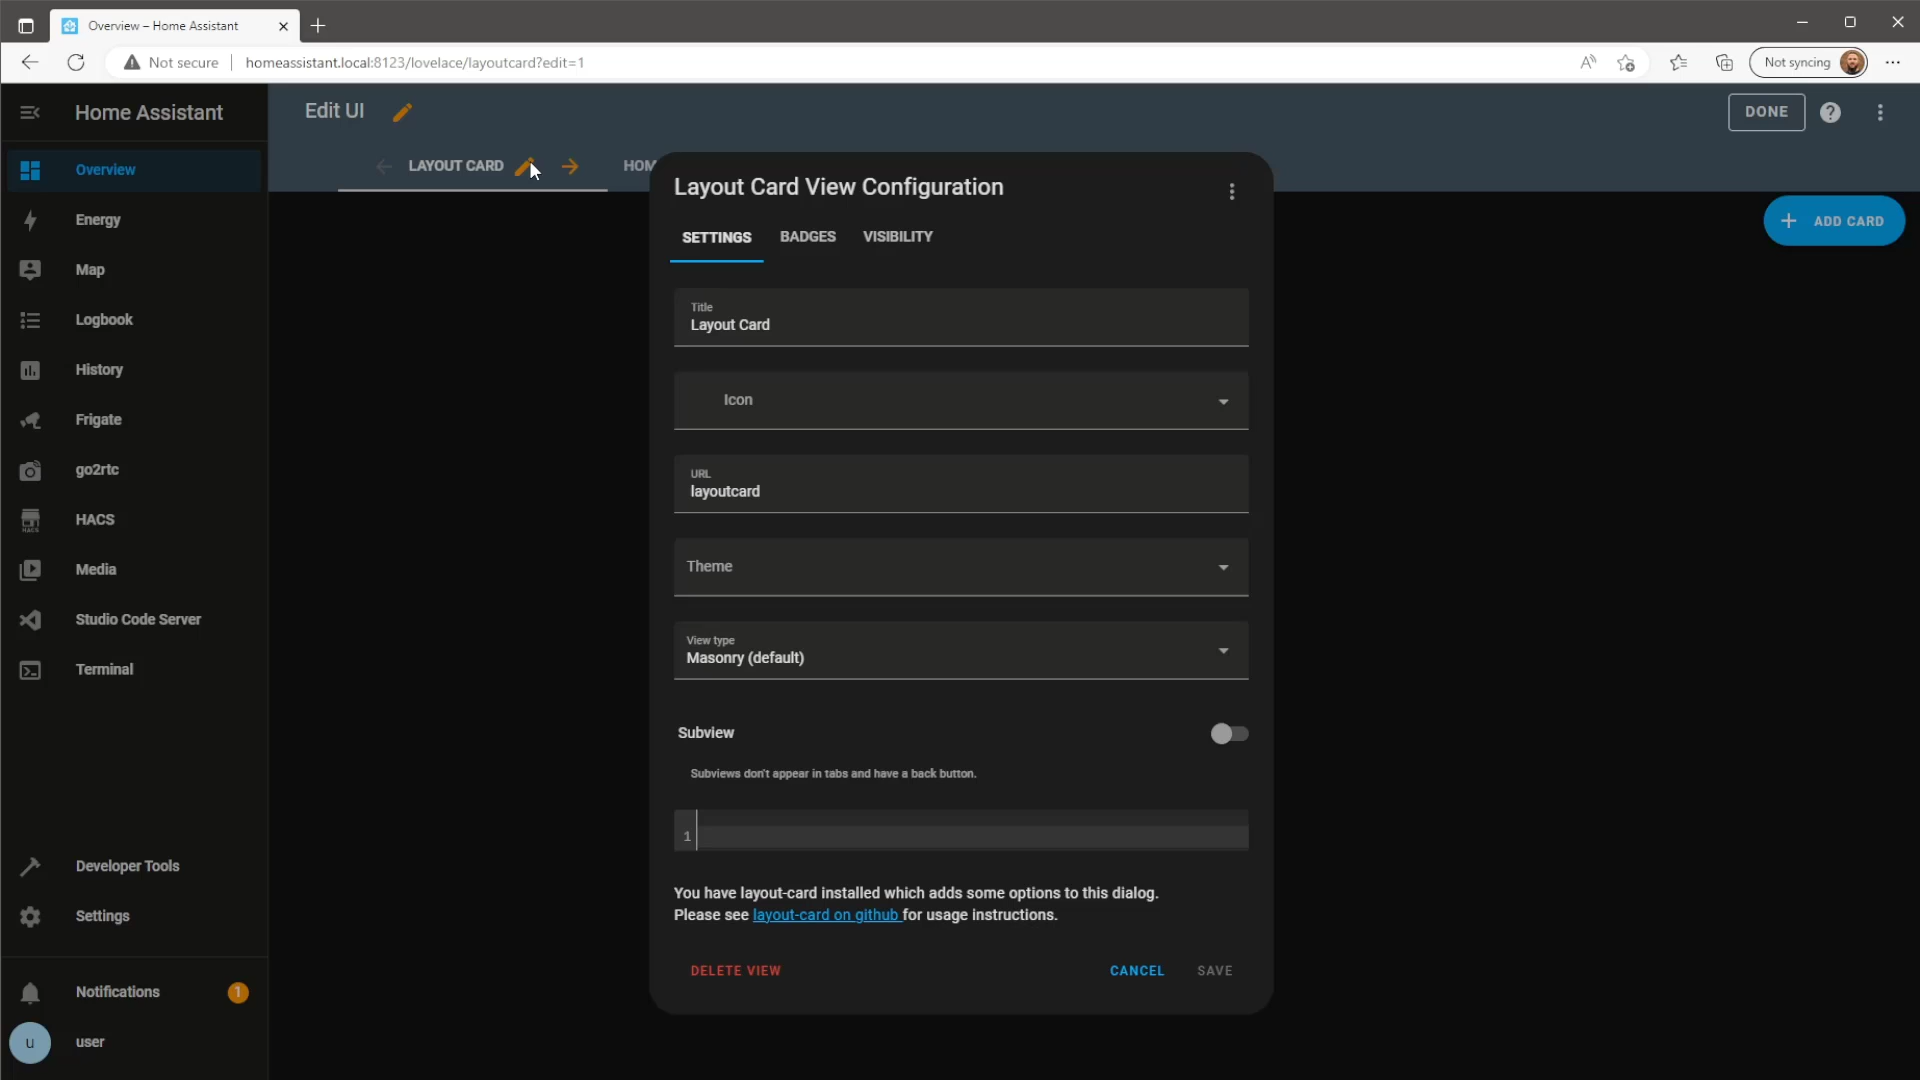 Overview – Home Assistant
Not secure
homeassistant.local:8123/lovelace/layoutcard?edit=1
Not syncing
Home Assistant
Edit UI
DONE
LAYOUT CARD
HOM
ADD CARD
Overview
Energy
Map
Logbook
History
Frigate
go2rtc
HACS
HACS
Media
Studio Code Server
Terminal
Developer Tools
Settings
Notifications
1
u
user
Layout Card View Configuration
SETTINGS
BADGES
VISIBILITY
Title
Layout Card
Icon
URL
layoutcard
Theme
View type
Masonry (default)
Subview
Subviews don't appear in tabs and have a back button.
1
You have layout-card installed which adds some options to this dialog.
Please see layout-card on github for usage instructions.
DELETE VIEW
CANCEL
SAVE